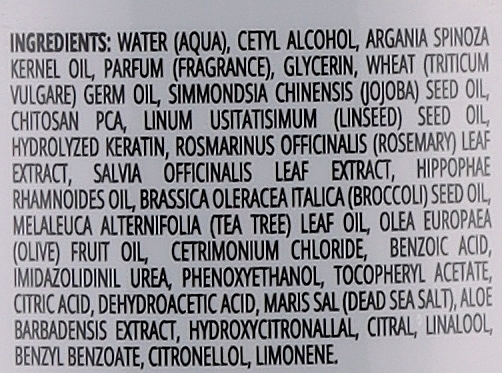 INGREDIENTS: WATER (AQUA), CETYL ALCOHOL, ARGANIA SPINOZA
KERNEL OIL, PARFUM (FRAGRANCE), GLYCERIN, WHEAT (TRITICUM
VULGARE) GERM OIL, SIMMONDSIA CHINENSIS (JOJOBA) SEED OIL,
CHITOSAN PCA, LINUM USITATISIMUM (LINSEED) SEED OIL,
HYDROLYZED KERATIN, ROSMARINUS OFFICINALIS (ROSEMARY) LEAF
EXTRACT, SALVIA OFFICINALIS LEAF EXTRACT, HIPPOPHAE
RHAMNOIDES OIL, BRASSICA OLERACEA ITALICA (BROCCOLI) SEED OIL,
MELALEUCA ALTERNIFOLIA (TEA TREE) LEAF OIL, OLEA EUROPAEA
(OLIVE) FRUIT OIL, CETRIMONIUM CHLORIDE, BENZOIC ACID,
IMIDAZOLIDINIL UREA, PHENOXYETHANOL, TOCOPHERYL ACETATE,
CITRIC ACID, DEHYDROACETIC ACID, MARIS SAL (DEAD SEA SALT), ALOE
BARBADENSIS EXTRACT, HYDROXYCITRONALLAL, CITRAL, LINALOOL,
BENZYL BENZOATE, CITRONELLOL, LIMONENE.